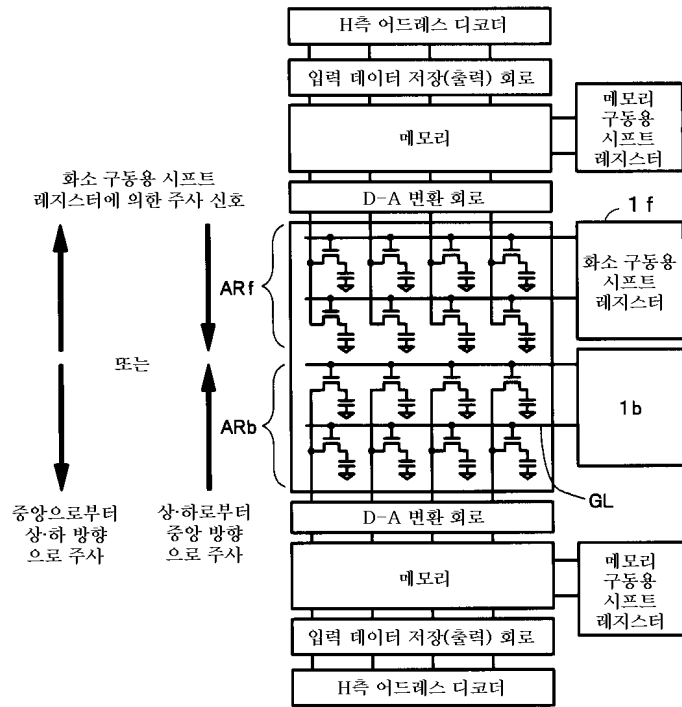 H측 어드레스 디코더
입력 데이터 저장(출력) 회로
메모리
메모리
구동용
시프트
레지스터
화소 구동용 시프트
레지스터에 의한 주사 신호
D-A 변환 회로
1f
화소 구동용
시프트
레지스터
ARf
또는
ARb
1b
GL
중앙으로부터
상·하 방향
으로 주사
상·하로부터
중앙 방향
으로 주사
D-A 변환 회로
메모리
메모리
구동용
시프트
레지스터
입력 테이터 저장(출력) 회로
H측 어드레스 디코더